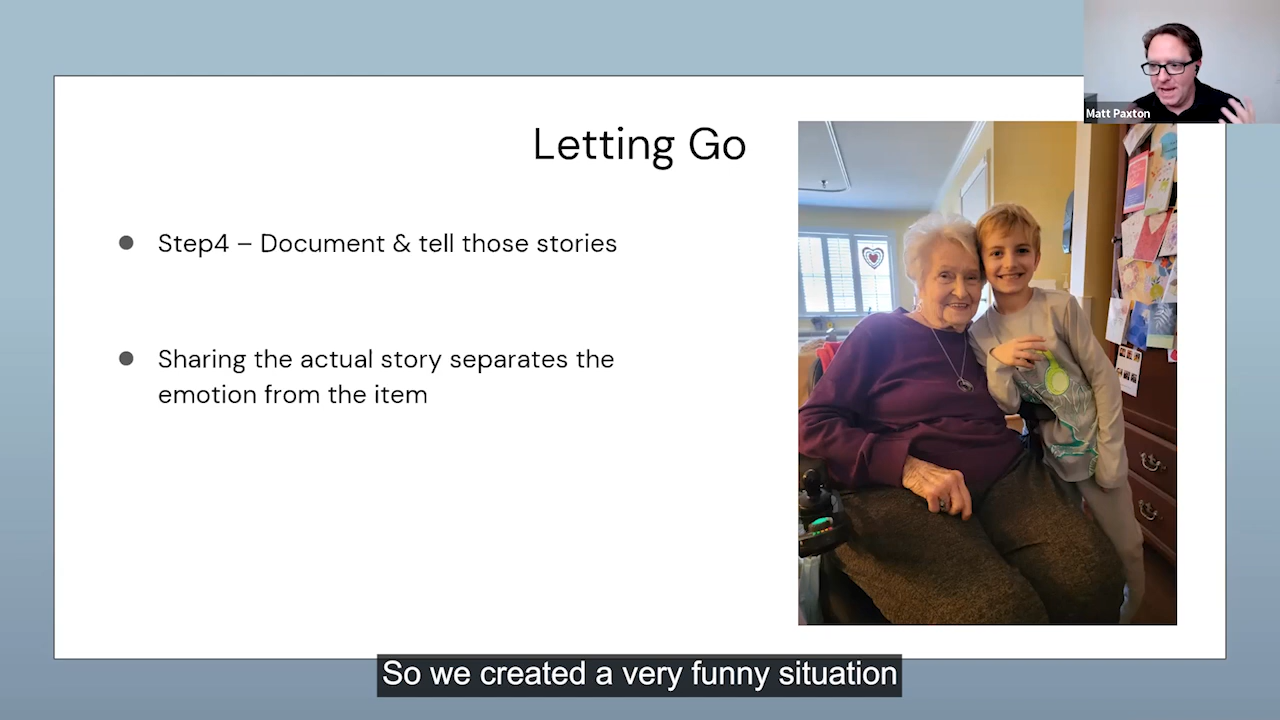 Matt Paxton
Letting Go
Step4 – Document & tell those stories
Sharing the actual story separates the
emotion from the item
So we created a very funny situation